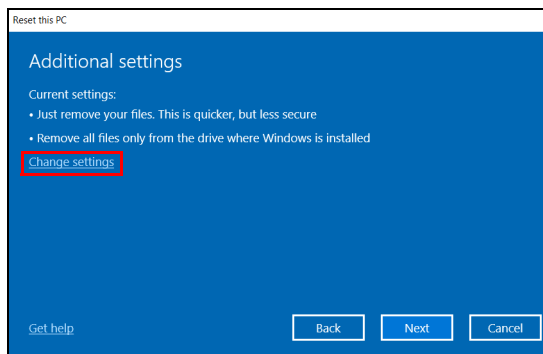 Reset this PC
Additional settings
Current settings:
• Just remove your files. This is quicker, but less secure
• Remove all files only from the drive where Windows is installed
Change settings
Get help
Back
Next
Cancel